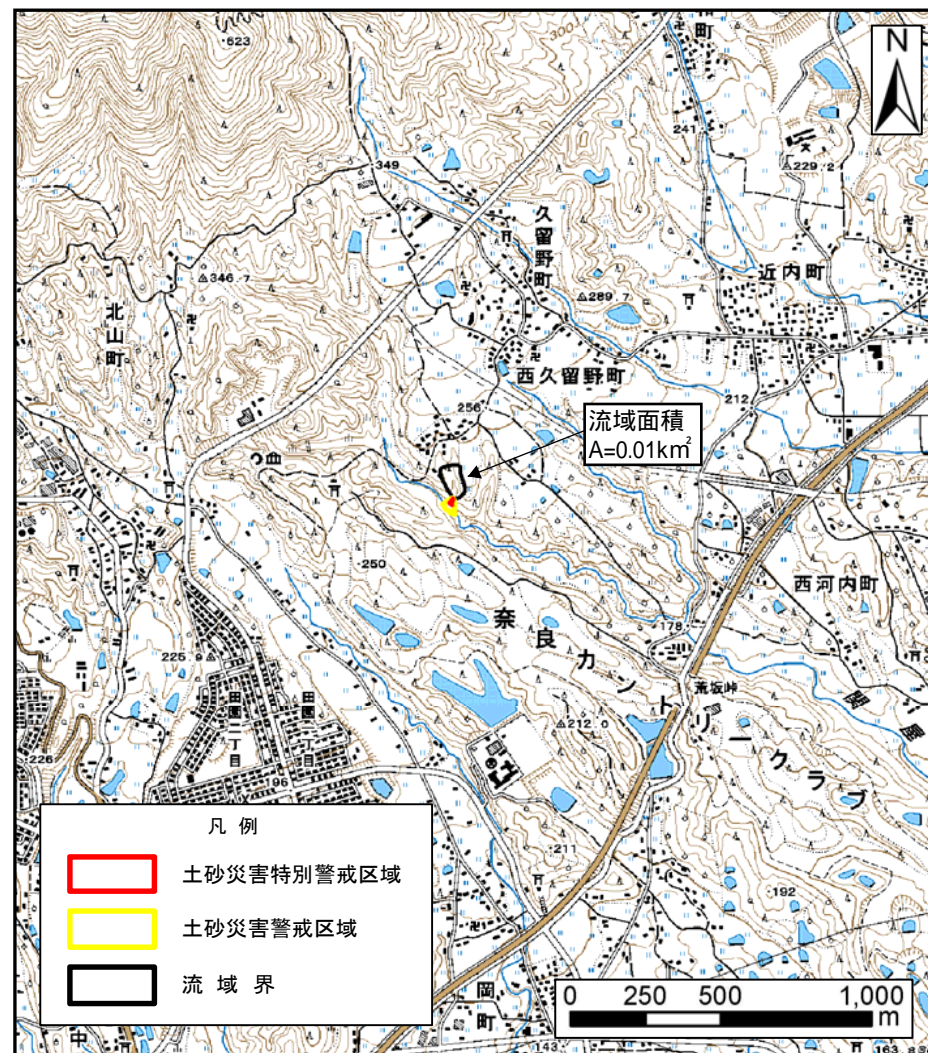 ・623
300
町
N
241
349
229.2
久留野町
近内町
346.7
289.7
北山町
西久留野町
212
256
流域面積
A=0.01km²
・250
西河内町
178
奈良カントリークラブ
荒坂峠
225.9
田園二丁目
212.0
・226
196
凡 例
土砂災害特別警戒区域
土砂災害警戒区域
流 域 界
・211
・192
岡町
0 250 500 1,000
m
中
143
163